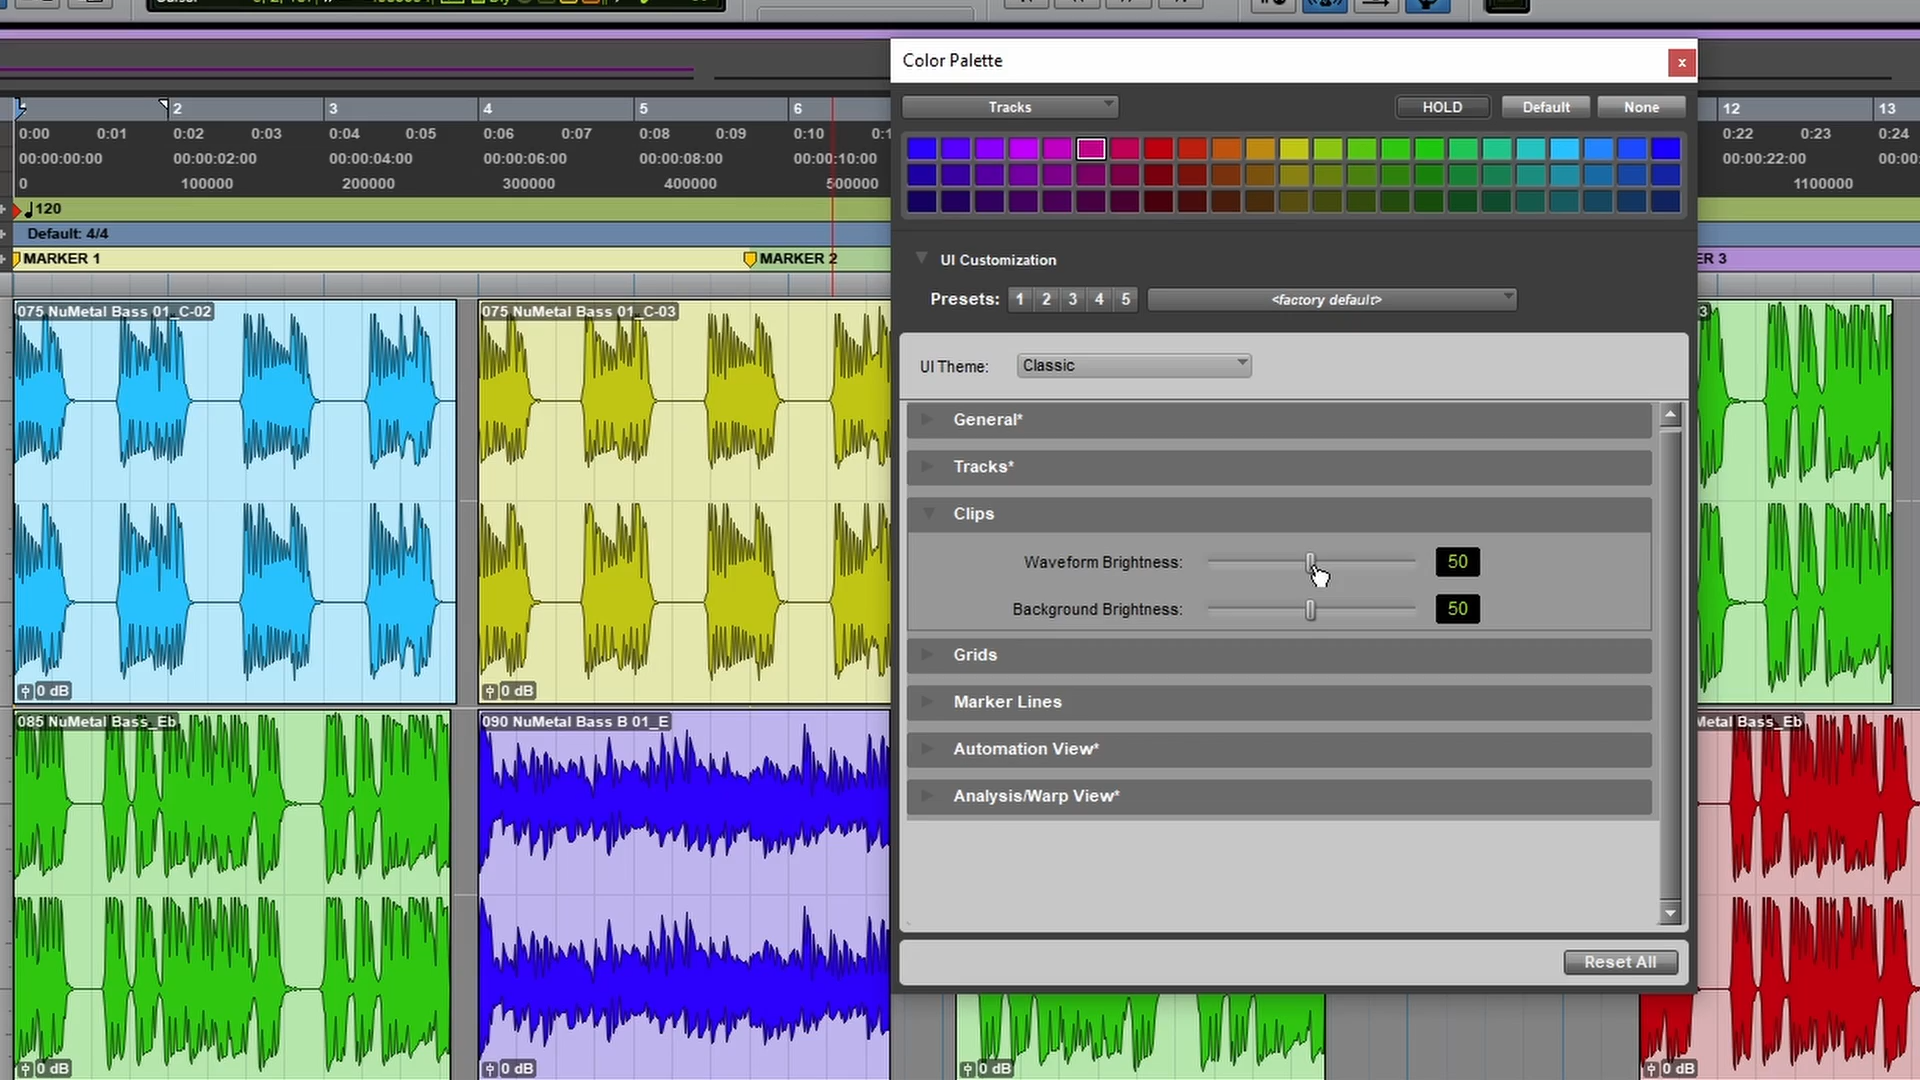 Color Palette
x
Tracks
HOLD
Default
None
2
3
4
5
6
12
13
0:00
0:01
0:02
0:03
0:04
0:05
0:06
0:07
0:08
0:09
0:10
0:22
0:23
0:24
00:00:00:00
00:00:02:00
00:00:04:00
00:00:06:00
00:00:08:00
00:00:10:00
00:00:22:00
0
100000
200000
300000
400000
500000
1100000
120
Default: 4/4
MARKER 1
MARKER 2
ER 3
UI Customization
Presets: 1 2 3 4 5 <factory default>
UI Theme: Classic
General*
Tracks*
Clips
Waveform Brightness: 50
Background Brightness: 50
Grids
Marker Lines
Automation View*
Analysis/Warp View*
Reset All
075 NuMetal Bass 01_C-02
075 NuMetal Bass 01_C-03
3
0 dB
0 dB
085 NuMetal Bass_Eb
090 NuMetal Bass B 01_E
Metal Bass_Eb
0 dB
0 dB
0 dB
0 dB